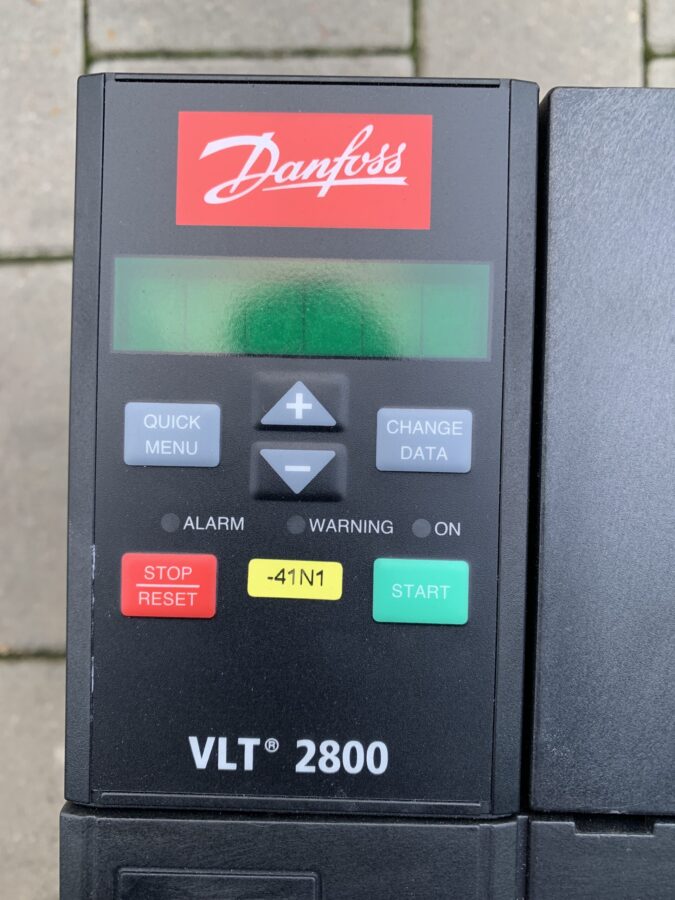 Danfoss
+
QUICK
MENU
CHANGE
DATA
−
ALARM
WARNING
ON
STOP
RESET
-41N1
START
VLT® 2800